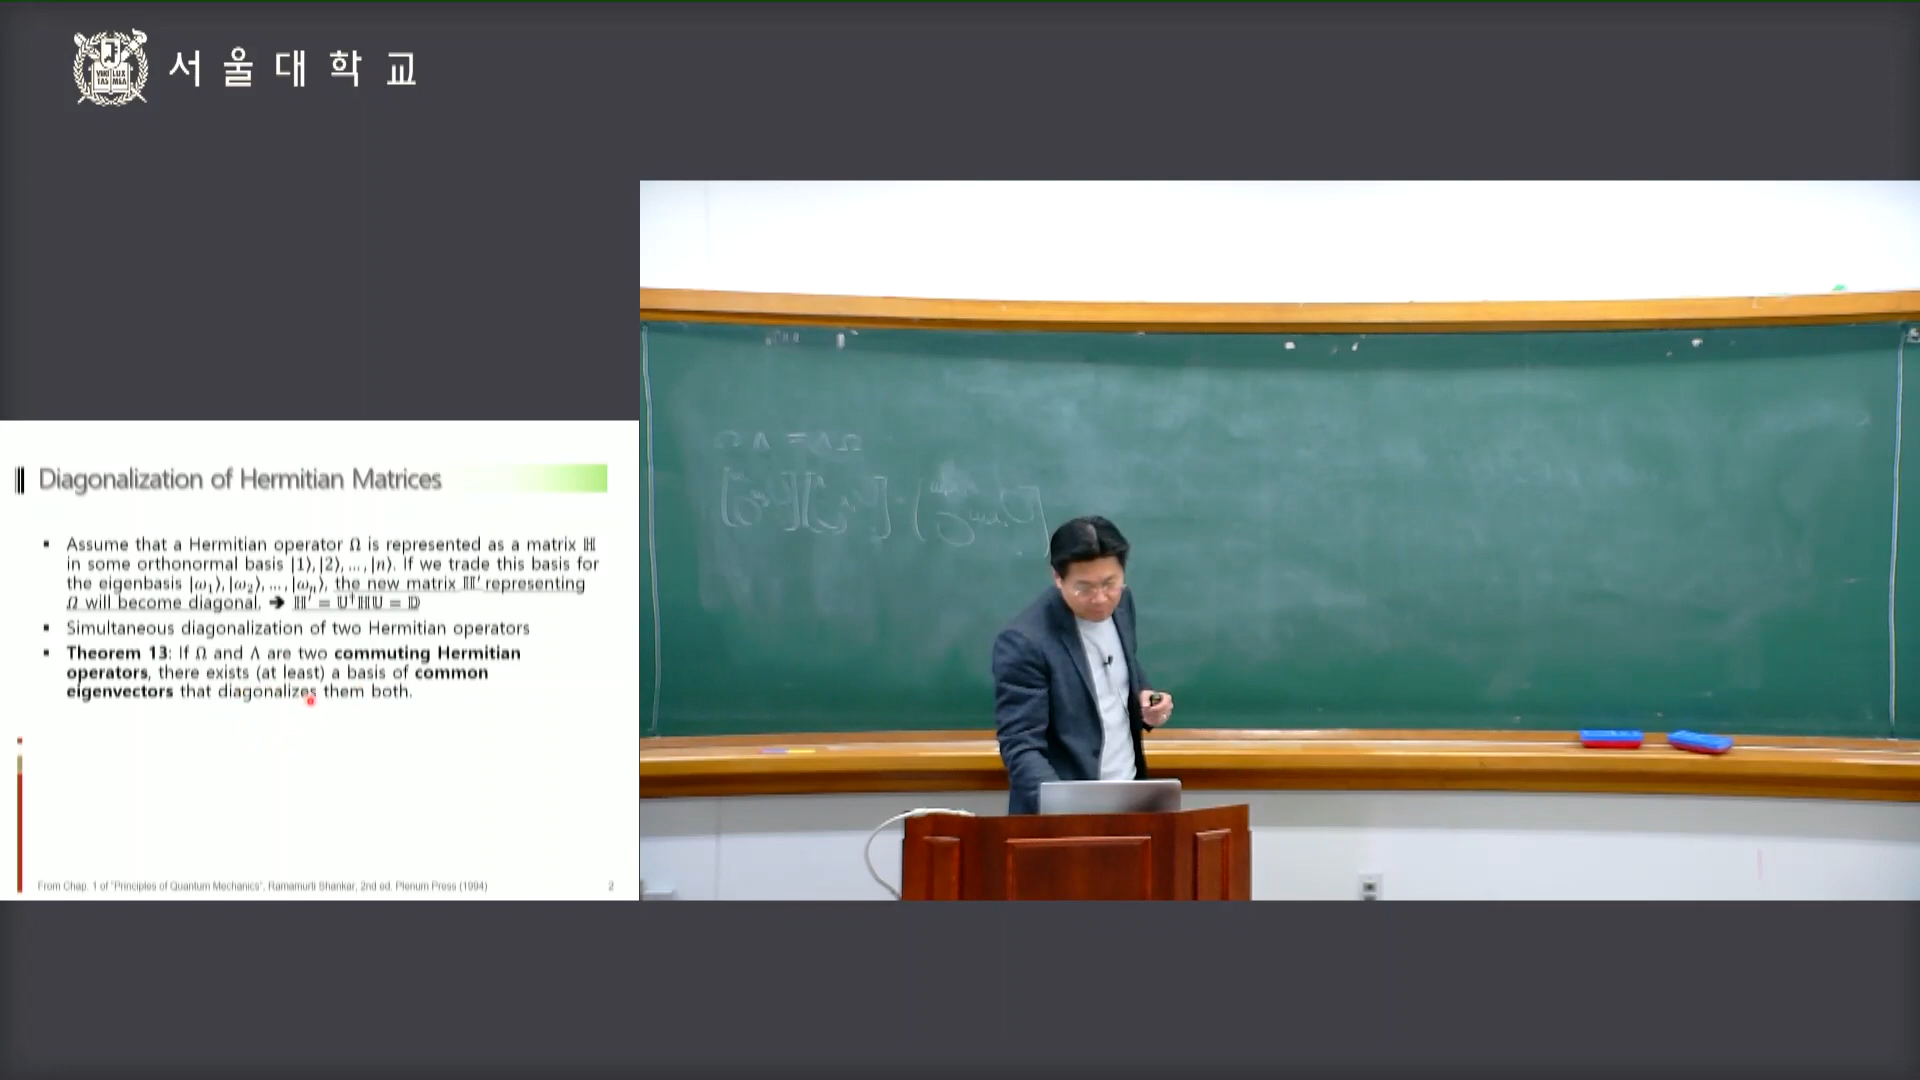 서울대학교
Diagonalization of Hermitian Matrices
▪ Assume that a Hermitian operator Ω is represented as a matrix ℍ
in some orthonormal basis |1⟩, |2⟩, ..., |n⟩. If we trade this basis for
the eigenbasis |ω₁⟩, |ω₂⟩, ..., |ωₙ⟩, the new matrix ℍ′ representing
Ω will become diagonal. ➔ ℍ′ = 𝕌†ℍ𝕌 = 𝔻
▪ Simultaneous diagonalization of two Hermitian operators
▪ Theorem 13: If Ω and Λ are two commuting Hermitian
operators, there exists (at least) a basis of common
eigenvectors that diagonalizes them both.
From Chap. 1 of "Principles of Quantum Mechanics", Ramamurti Shankar, 2nd ed. Plenum Press (1994)
2
Ω Λ = Λ Ω